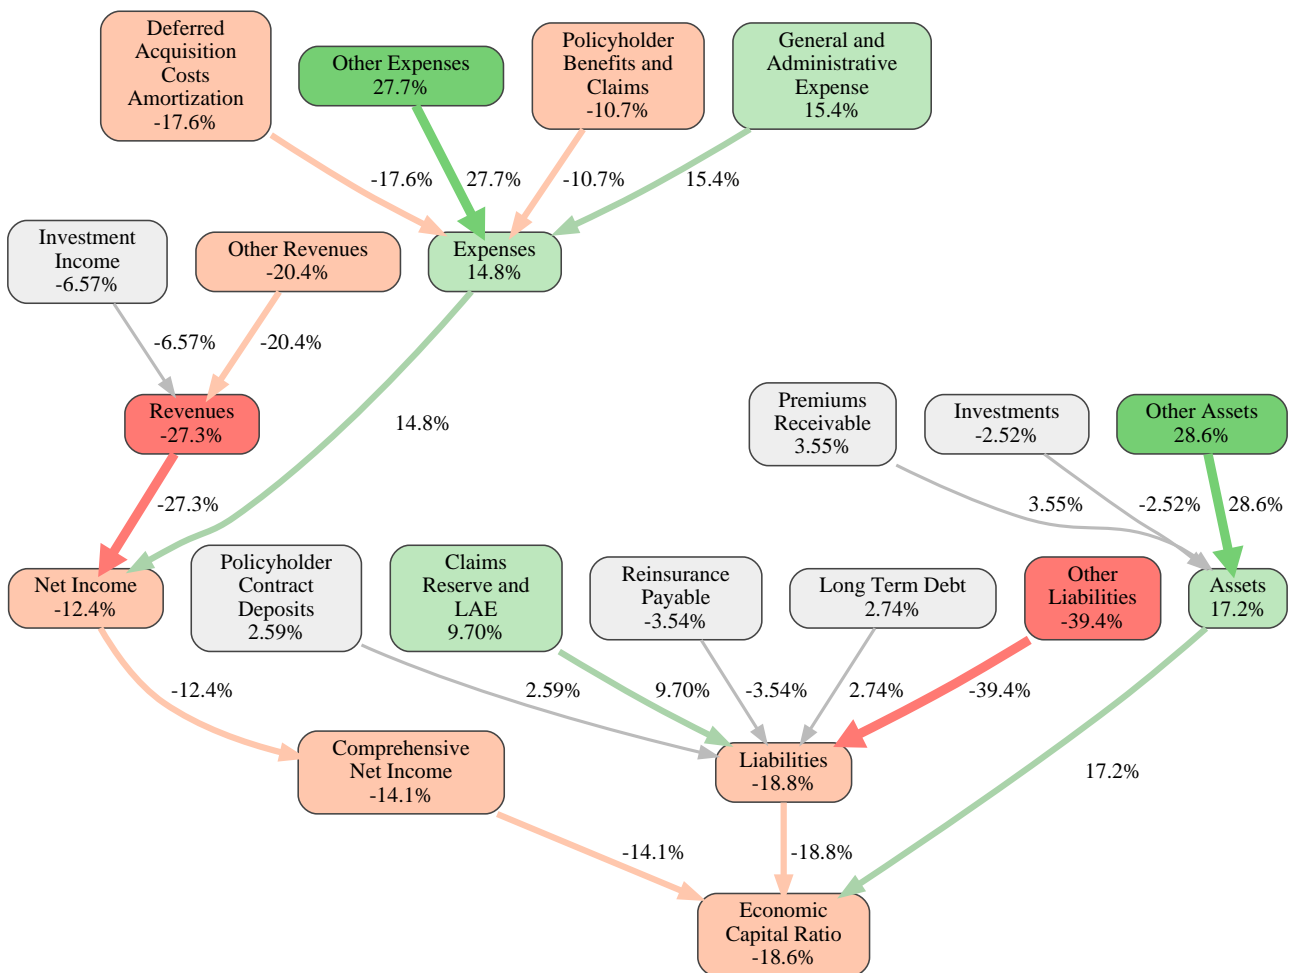 Deferred
Acquisition
Costs
Amortization
-17.6%
Other Expenses
27.7%
Policyholder
Benefits and
Claims
-10.7%
General and
Administrative
Expense
15.4%
-17.6%
27.7%
-10.7%
15.4%
Investment
Income
-6.57%
Other Revenues
-20.4%
Expenses
14.8%
-6.57%
-20.4%
14.8%
Revenues
-27.3%
Premiums
Receivable
3.55%
Investments
-2.52%
Other Assets
28.6%
-27.3%
3.55%
-2.52%
28.6%
Net Income
-12.4%
Policyholder
Contract
Deposits
2.59%
Claims
Reserve and
LAE
9.70%
Reinsurance
Payable
-3.54%
Long Term Debt
2.74%
Other
Liabilities
-39.4%
Assets
17.2%
-12.4%
2.59%
9.70%
-3.54%
2.74%
-39.4%
Comprehensive
Net Income
-14.1%
Liabilities
-18.8%
17.2%
-14.1%
-18.8%
Economic
Capital Ratio
-18.6%